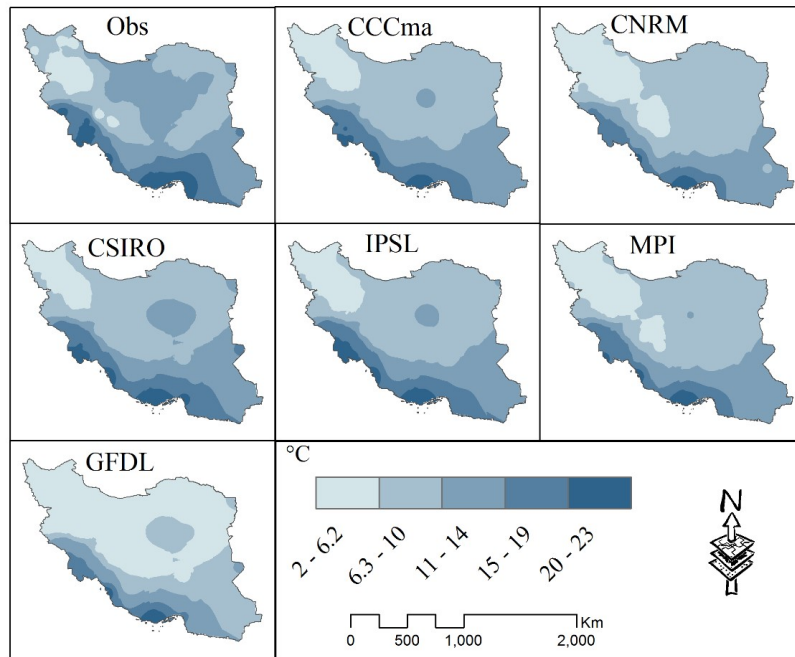 Obs
CCCma
CNRM
CSIRO
IPSL
MPI
GFDL
°C
2 - 6.2
6.3 - 10
11 - 14
15 - 19
20 - 23
N
Km
0 500 1,000 2,000